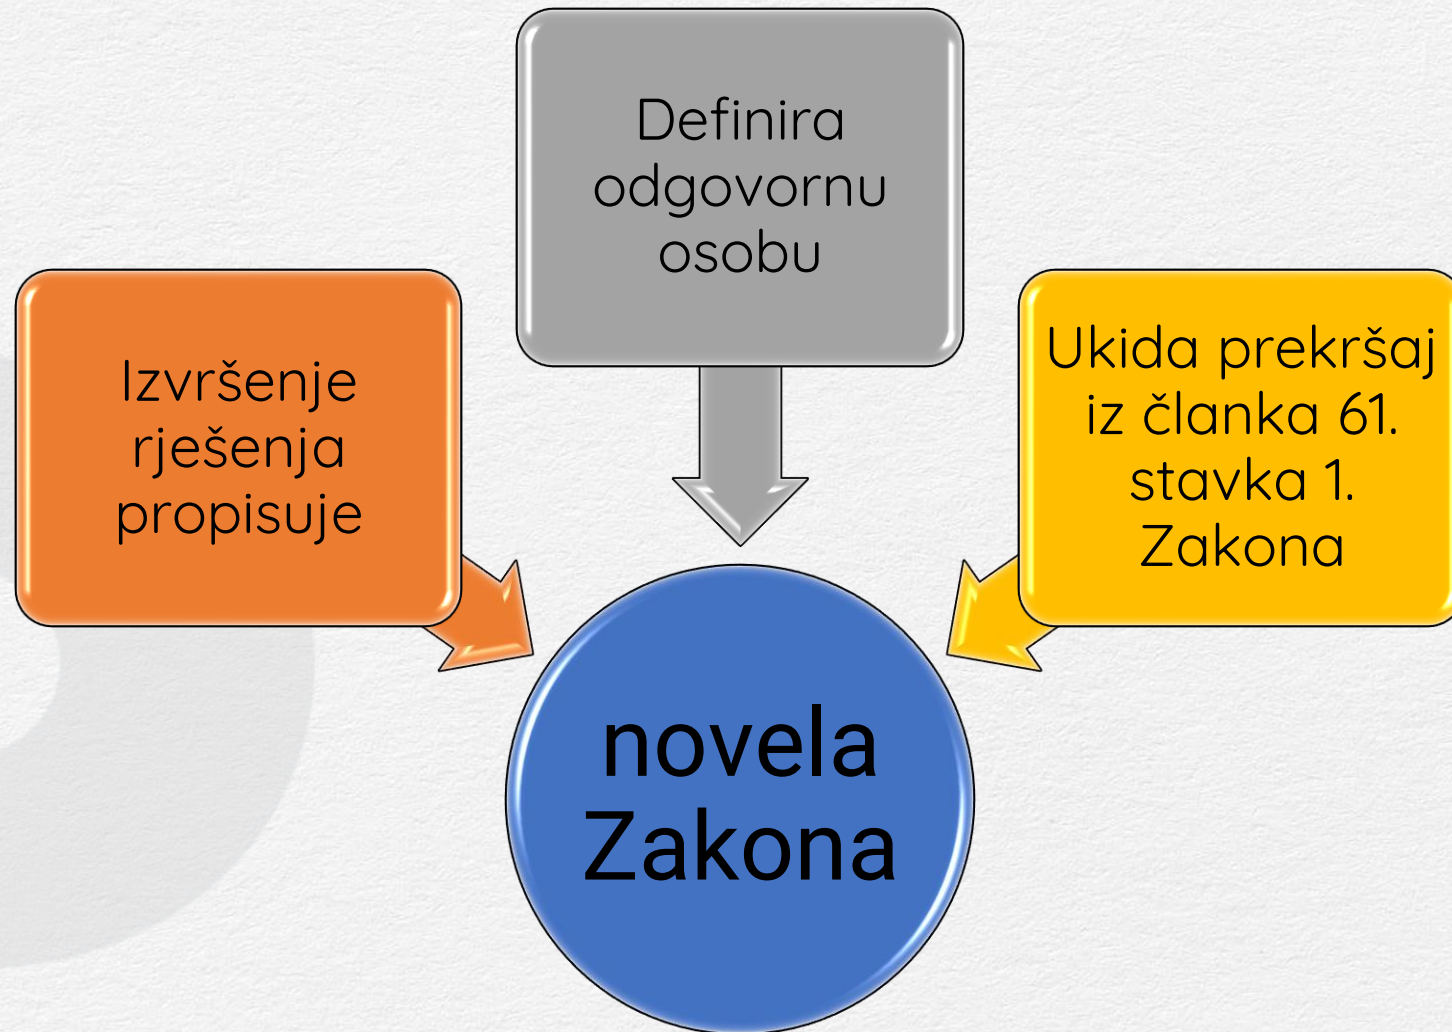 Definira
odgovornu
osobu
Izvršenje
rješenja
propisuje
Ukida prekršaj
iz članka 61.
stavka 1.
Zakona
novela
Zakona